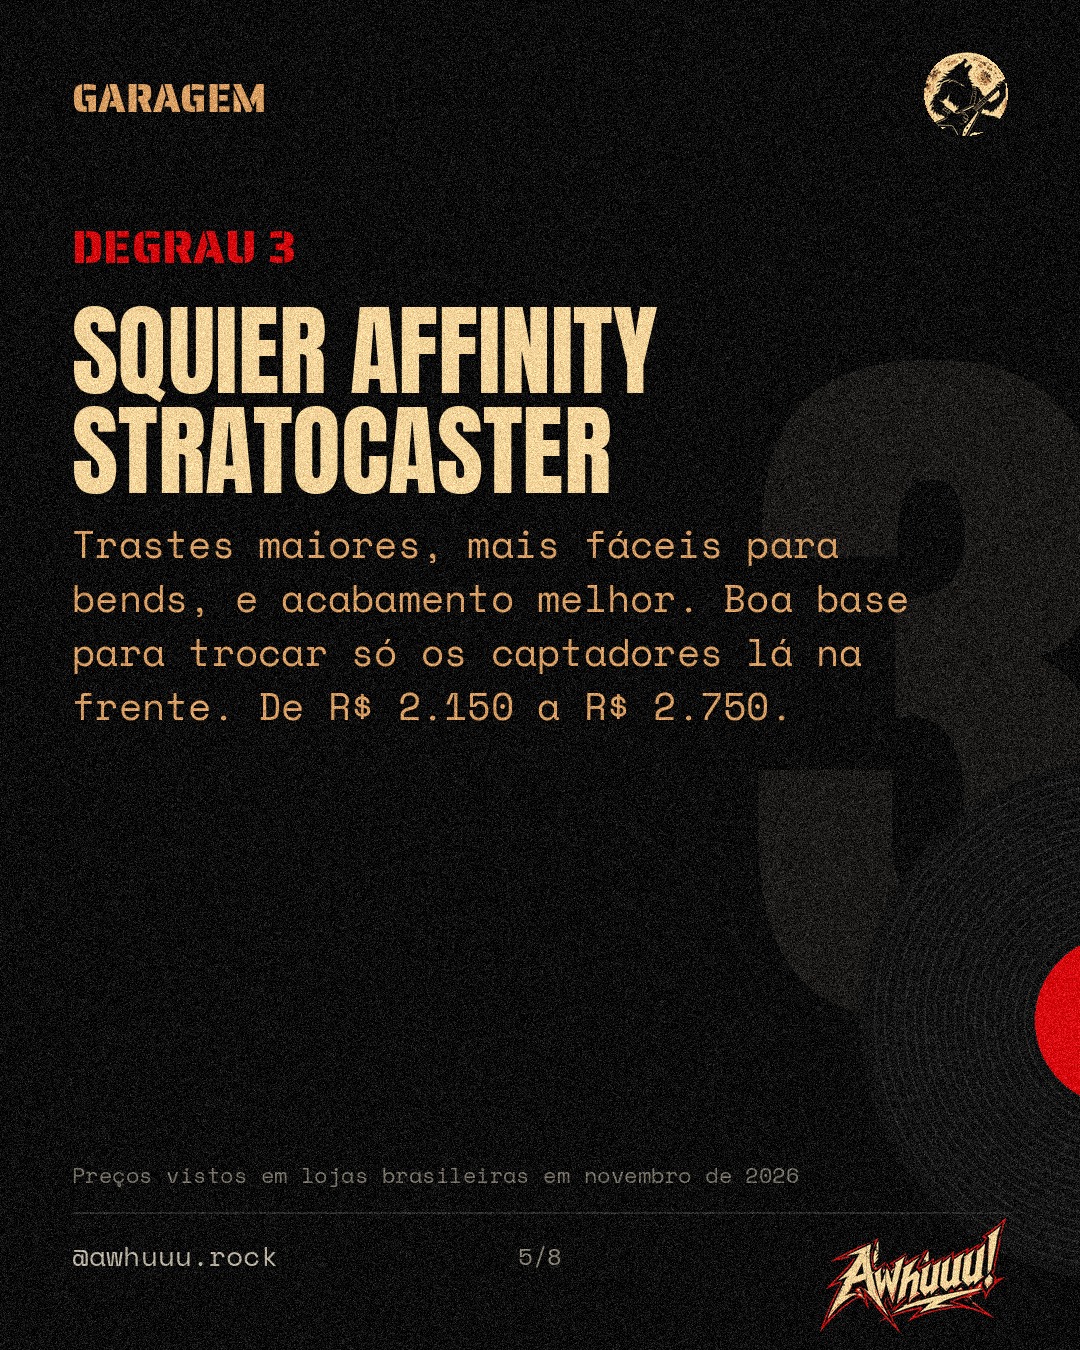 GARAGEM
DEGRAU 3
SQUIER AFFINITY
STRATOCASTER
Trastes maiores, mais fáceis para
bends, e acabamento melhor. Boa base
para trocar só os captadores lá na
frente. De R$ 2.150 a R$ 2.750.
3
Preços vistos em lojas brasileiras em novembro de 2026
@awhuuu.rock
5/8
Awhuuu!